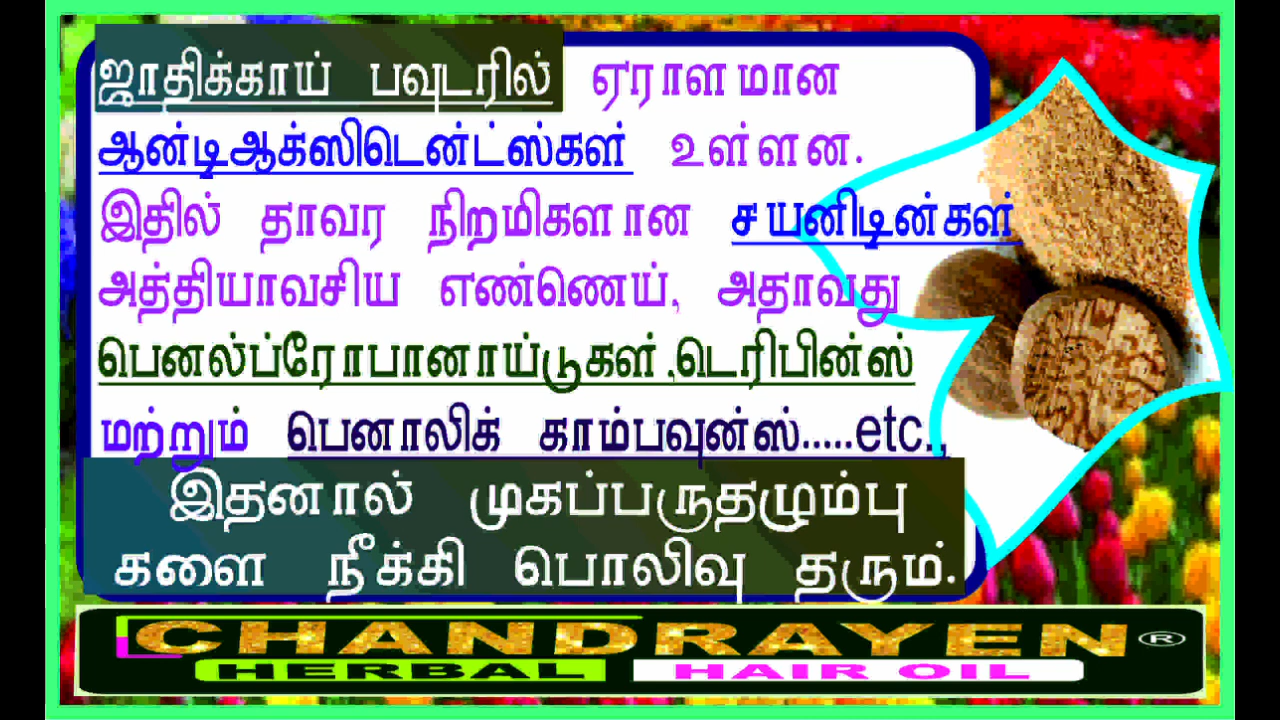 ஜாதிக்காய் பவுடரில் ஏராளமான
ஆன்டிஆக்ஸிடென்ட்ஸ்கள் உள்ளன.
இதில் தாவர நிறமிகளான சயனிடின்கள்
அத்தியாவசிய எண்ணெய், அதாவது
பெனல்ப்ரோபானாய்டுகள் ,டெரிபின்ஸ்
மற்றும் பெனாலிக் காம்பவுன்ஸ்.....etc.,
இதனால் முகப்பருதழும்பு
களை நீக்கி பொலிவு தரும்.
CHANDRAYEN ®
HERBAL HAIR OIL